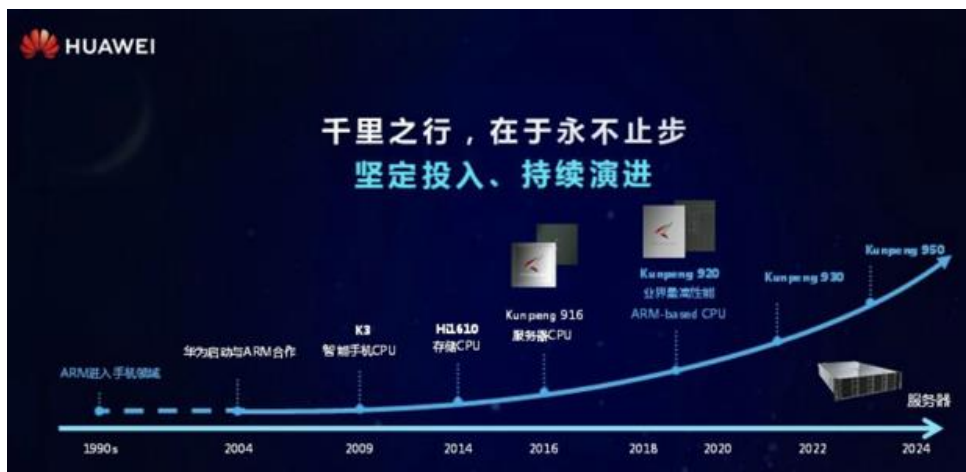 HUAWEI
千里之行，在于永不止步
坚定投入、持续演进
Kunpeng 950
Kunpeng 920
业界最高性能
ARM-based CPU
Kunpeng 930
Kunpeng 916
服务器CPU
Hi1610
存储CPU
K3
智能手机CPU
华为启动与ARM合作
ARM进入手机领域
服务器
1990s
2004
2009
2014
2016
2018
2020
2022
2024